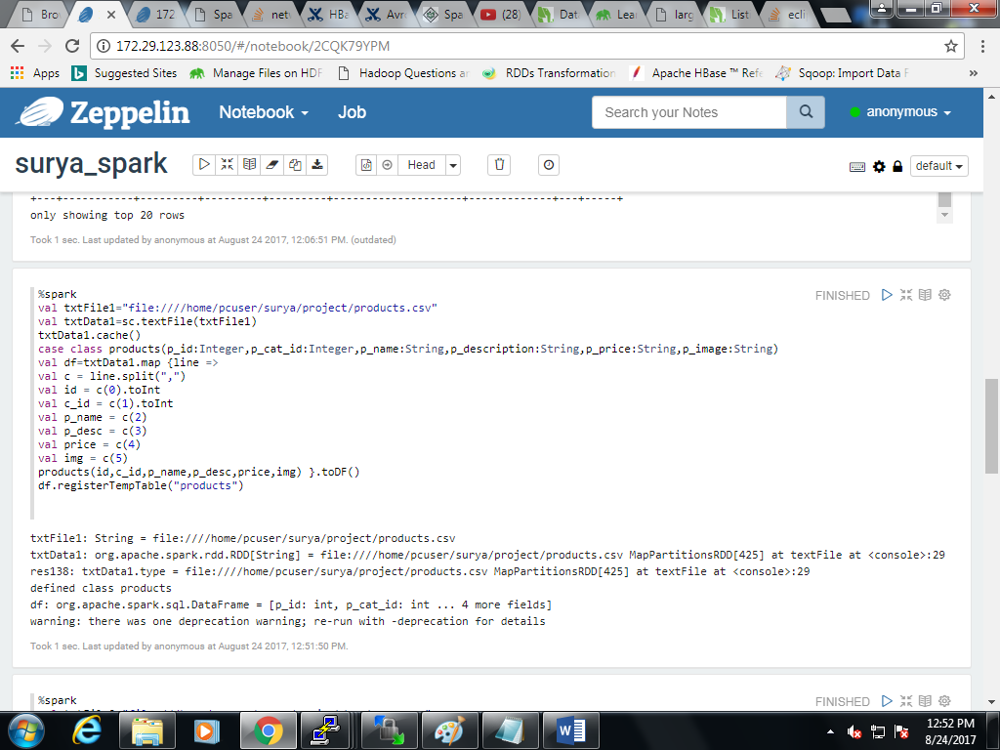 Bro
172
Spa
net
HBa
Avr
Spa
(28)
Dat
Lea
larg
List
ecli
172.29.123.88:8050/#/notebook/2CQK79YPM
Apps
Suggested Sites
Manage Files on HDF
Hadoop Questions a
RDDs Transformation
Apache HBase ™ Refe
Sqoop: Import Data F
»
Zeppelin
Notebook
Job
Search your Notes
anonymous
surya_spark
Head
default
+---+-----------+---------+---------+---------+--------------------+-------------+---+-----+
only showing top 20 rows
Took 1 sec. Last updated by anonymous at August 24 2017, 12:06:51 PM. (outdated)
FINISHED
%spark
val txtFile1="file:////home/pcuser/surya/project/products.csv"
val txtData1=sc.textFile(txtFile1)
txtData1.cache()
case class products(p_id:Integer,p_cat_id:Integer,p_name:String,p_description:String,p_price:String,p_image:String)
val df=txtData1.map {line =>
val c = line.split(",")
val id = c(0).toInt
val c_id = c(1).toInt
val p_name = c(2)
val p_desc = c(3)
val price = c(4)
val img = c(5)
products(id,c_id,p_name,p_desc,price,img) }.toDF()
df.registerTempTable("products")
txtFile1: String = file:////home/pcuser/surya/project/products.csv
txtData1: org.apache.spark.rdd.RDD[String] = file:////home/pcuser/surya/project/products.csv MapPartitionsRDD[425] at textFile at <console>:29
res138: txtData1.type = file:////home/pcuser/surya/project/products.csv MapPartitionsRDD[425] at textFile at <console>:29
defined class products
df: org.apache.spark.sql.DataFrame = [p_id: int, p_cat_id: int ... 4 more fields]
warning: there was one deprecation warning; re-run with -deprecation for details
Took 1 sec. Last updated by anonymous at August 24 2017, 12:51:50 PM.
%spark
FINISHED
12:52 PM
8/24/2017